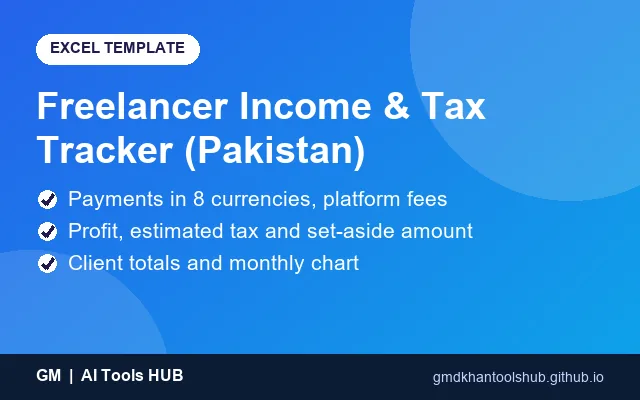 EXCEL TEMPLATE
Freelancer Income & Tax
Tracker (Pakistan)
Payments in 8 currencies, platform fees
Profit, estimated tax and set-aside amount
Client totals and monthly chart
GM | AI Tools HUB
gmdkhantoolshub.github.io